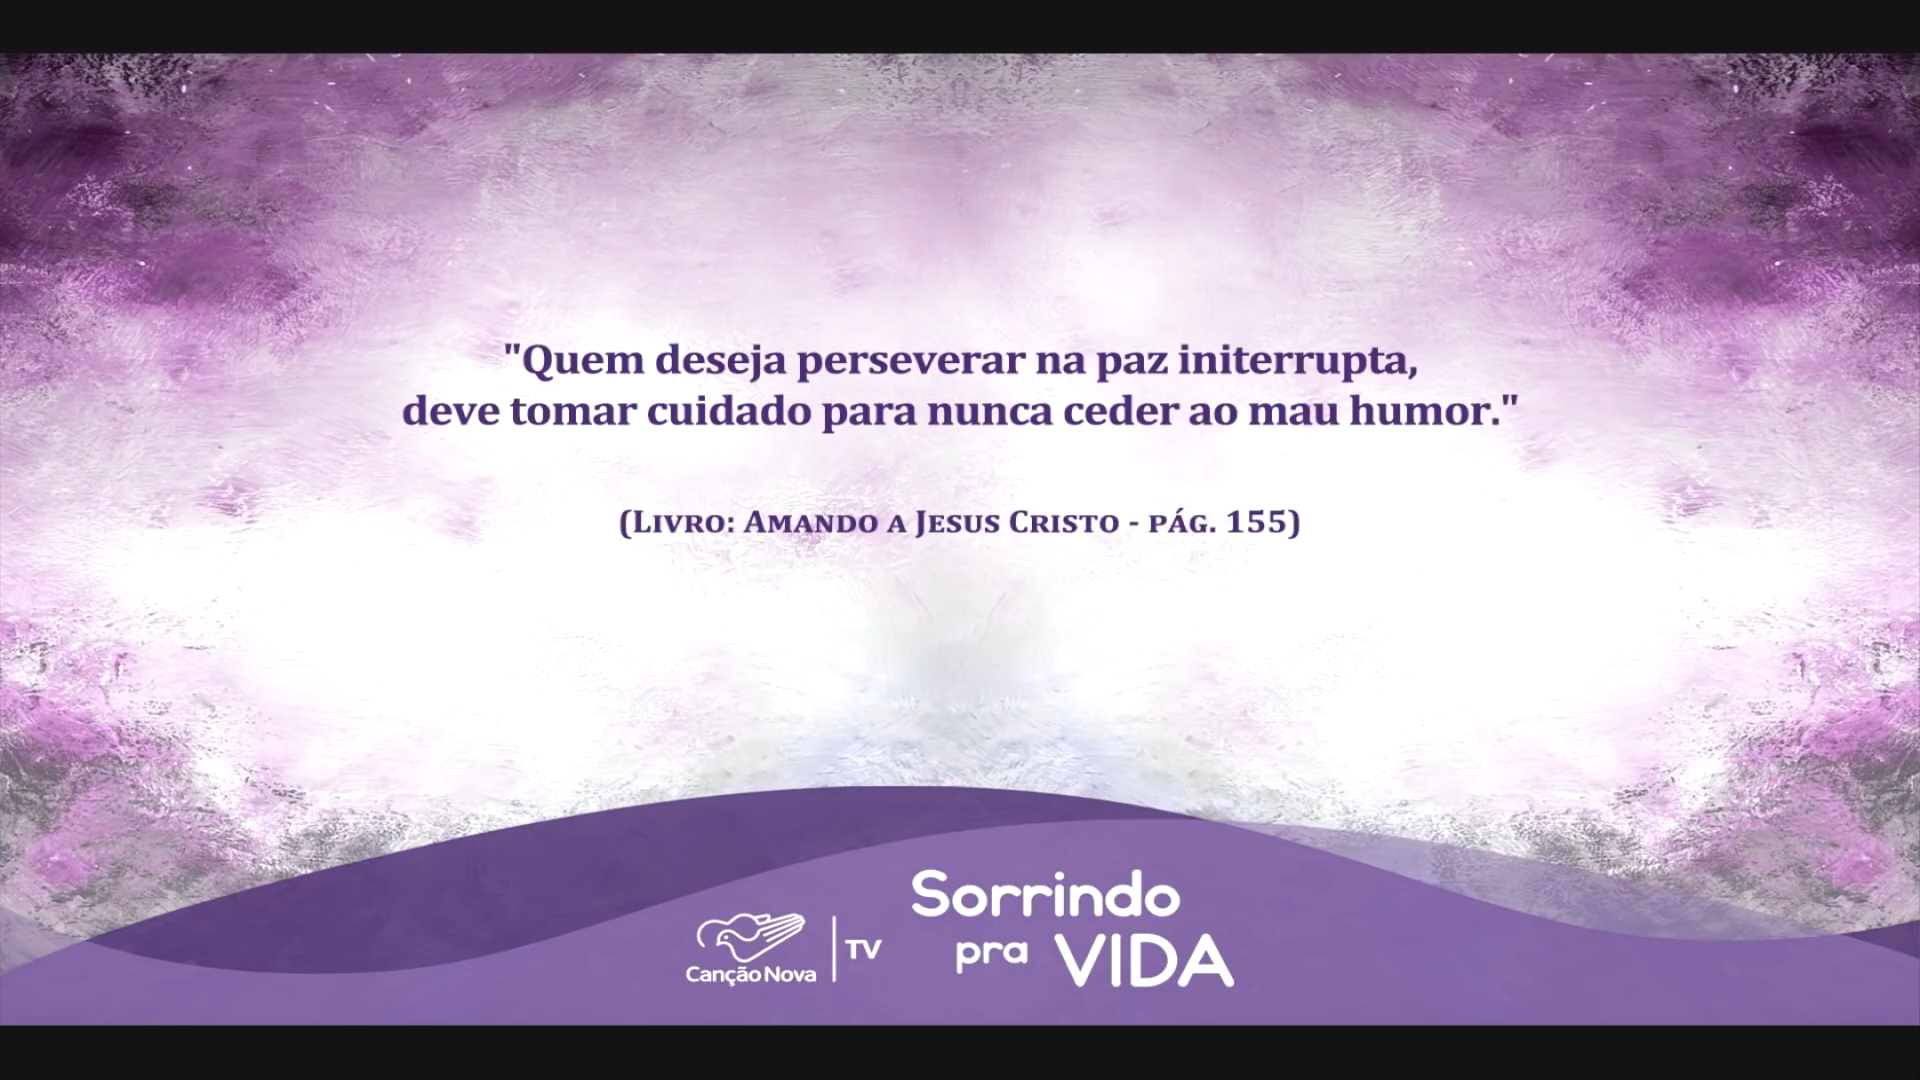 "Quem deseja perseverar na paz initerrupta,
deve tomar cuidado para nunca ceder ao mau humor."
(Livro: Amando a Jesus Cristo - pág. 155)
Sorrindo
pra VIDA
Canção Nova
TV